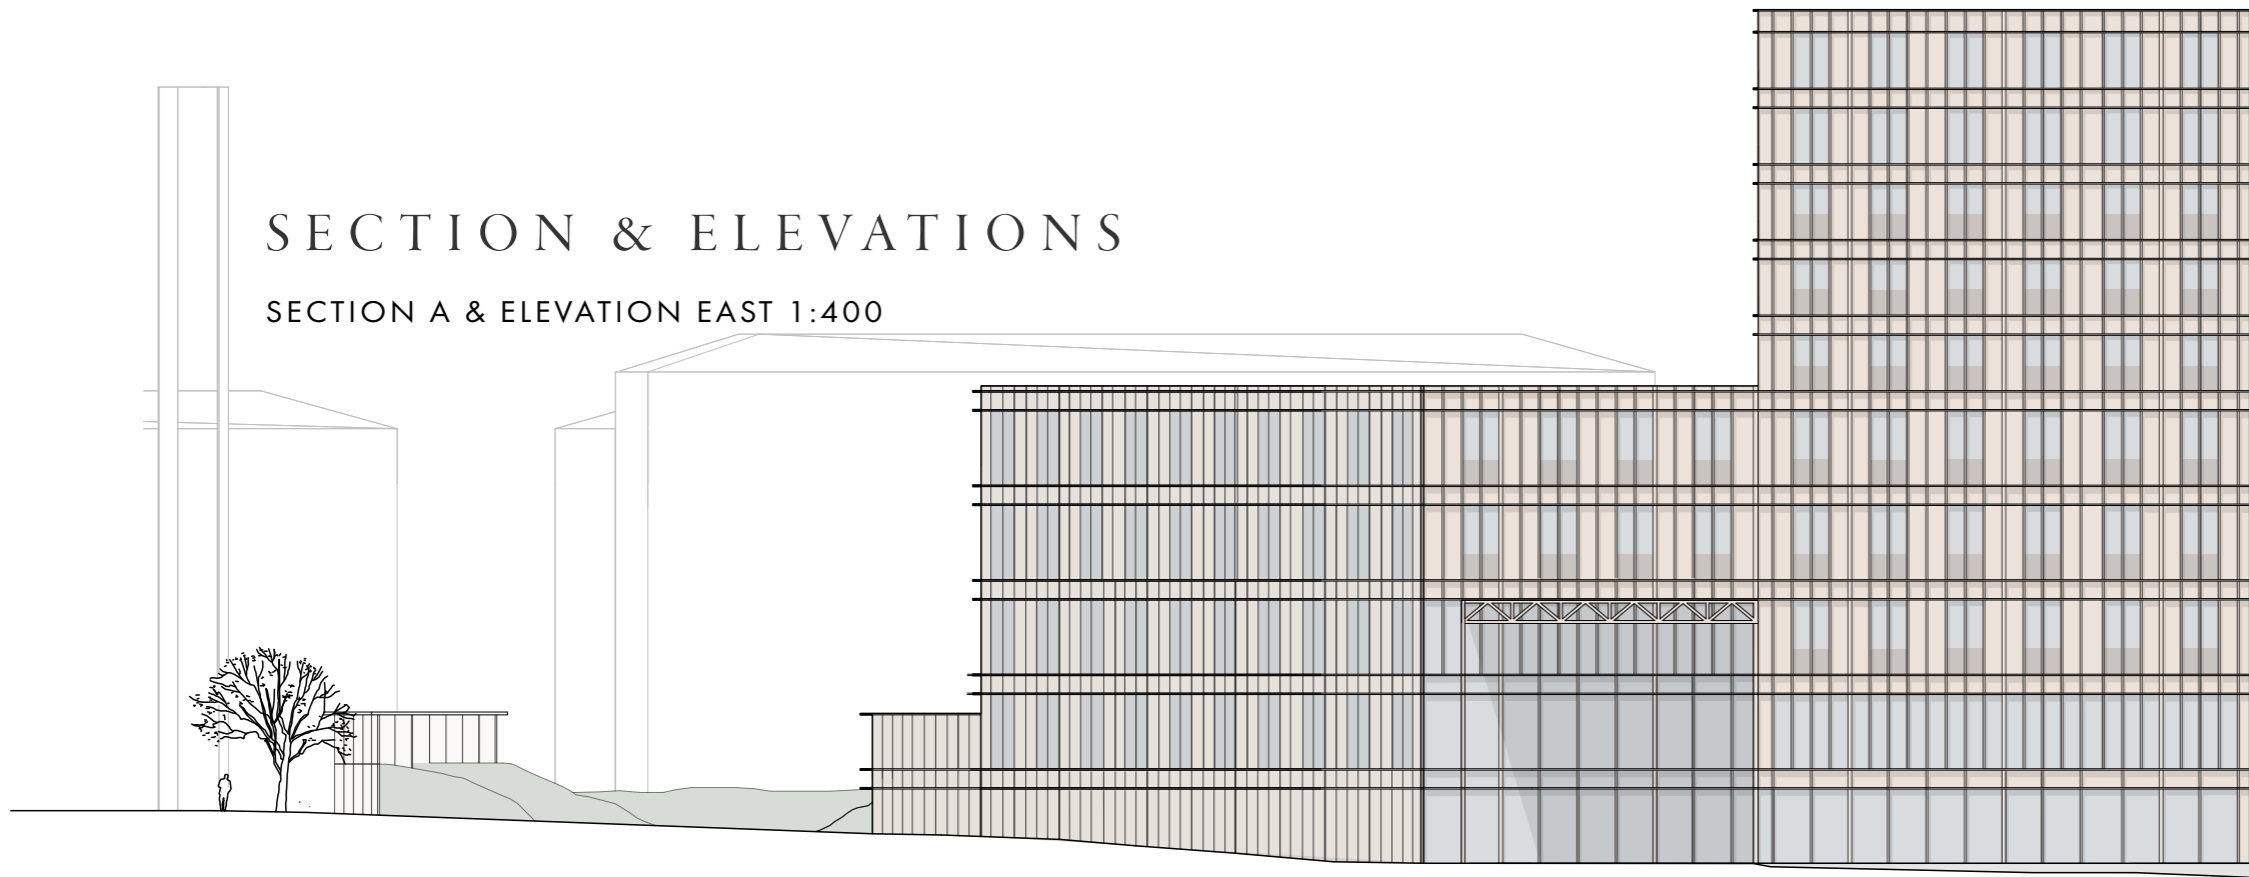 SECTION & ELEVATIONS
SECTION A & ELEVATION EAST 1:400